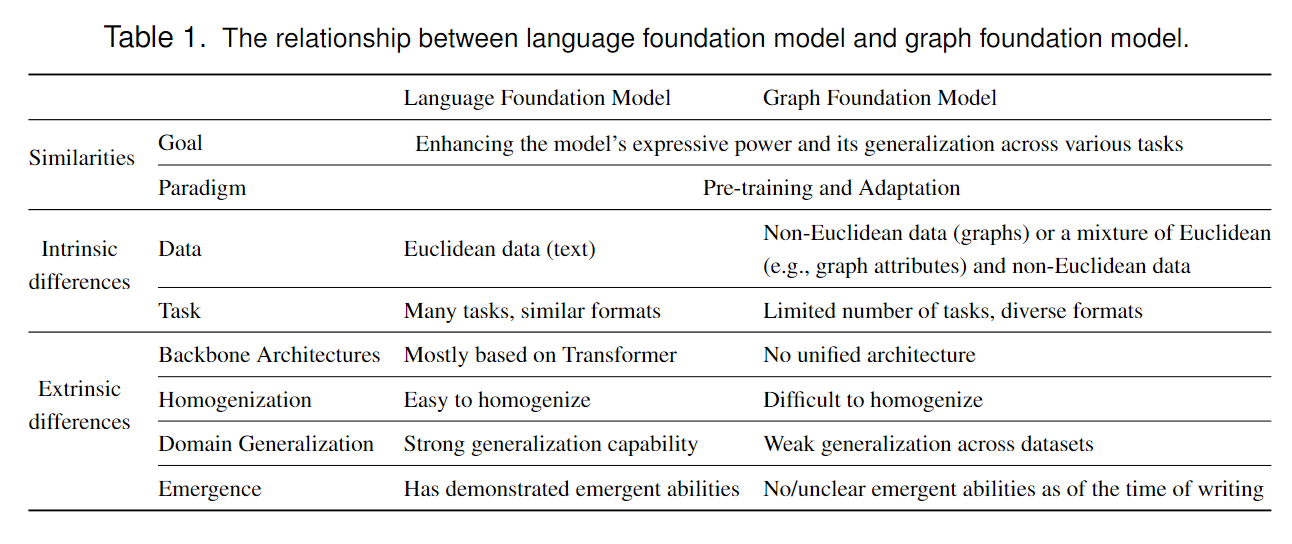 Table 1. The relationship between language foundation model and graph foundation model.
Language Foundation Model Graph Foundation Model
Similarities
Goal Enhancing the model's expressive power and its generalization across various tasks
Paradigm Pre-training and Adaptation
Intrinsic
differences
Data Euclidean data (text) Non-Euclidean data (graphs) or a mixture of Euclidean
(e.g., graph attributes) and non-Euclidean data
Task Many tasks, similar formats Limited number of tasks, diverse formats
Extrinsic
differences
Backbone Architectures Mostly based on Transformer No unified architecture
Homogenization Easy to homogenize Difficult to homogenize
Domain Generalization Strong generalization capability Weak generalization across datasets
Emergence Has demonstrated emergent abilities No/unclear emergent abilities as of the time of writing